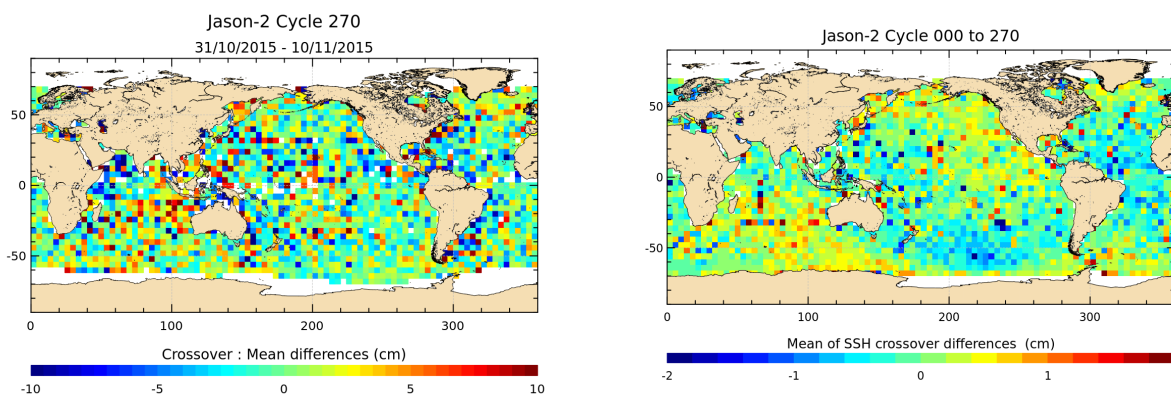 Jason-2 Cycle 270
31/10/2015 - 10/11/2015
50
0
-50
0 100 200 300
Crossover : Mean differences (cm)
-10 -5 0 5 10
Jason-2 Cycle 000 to 270
50
0
-50
0 100 200 300
Mean of SSH crossover differences (cm)
-2 -1 0 1